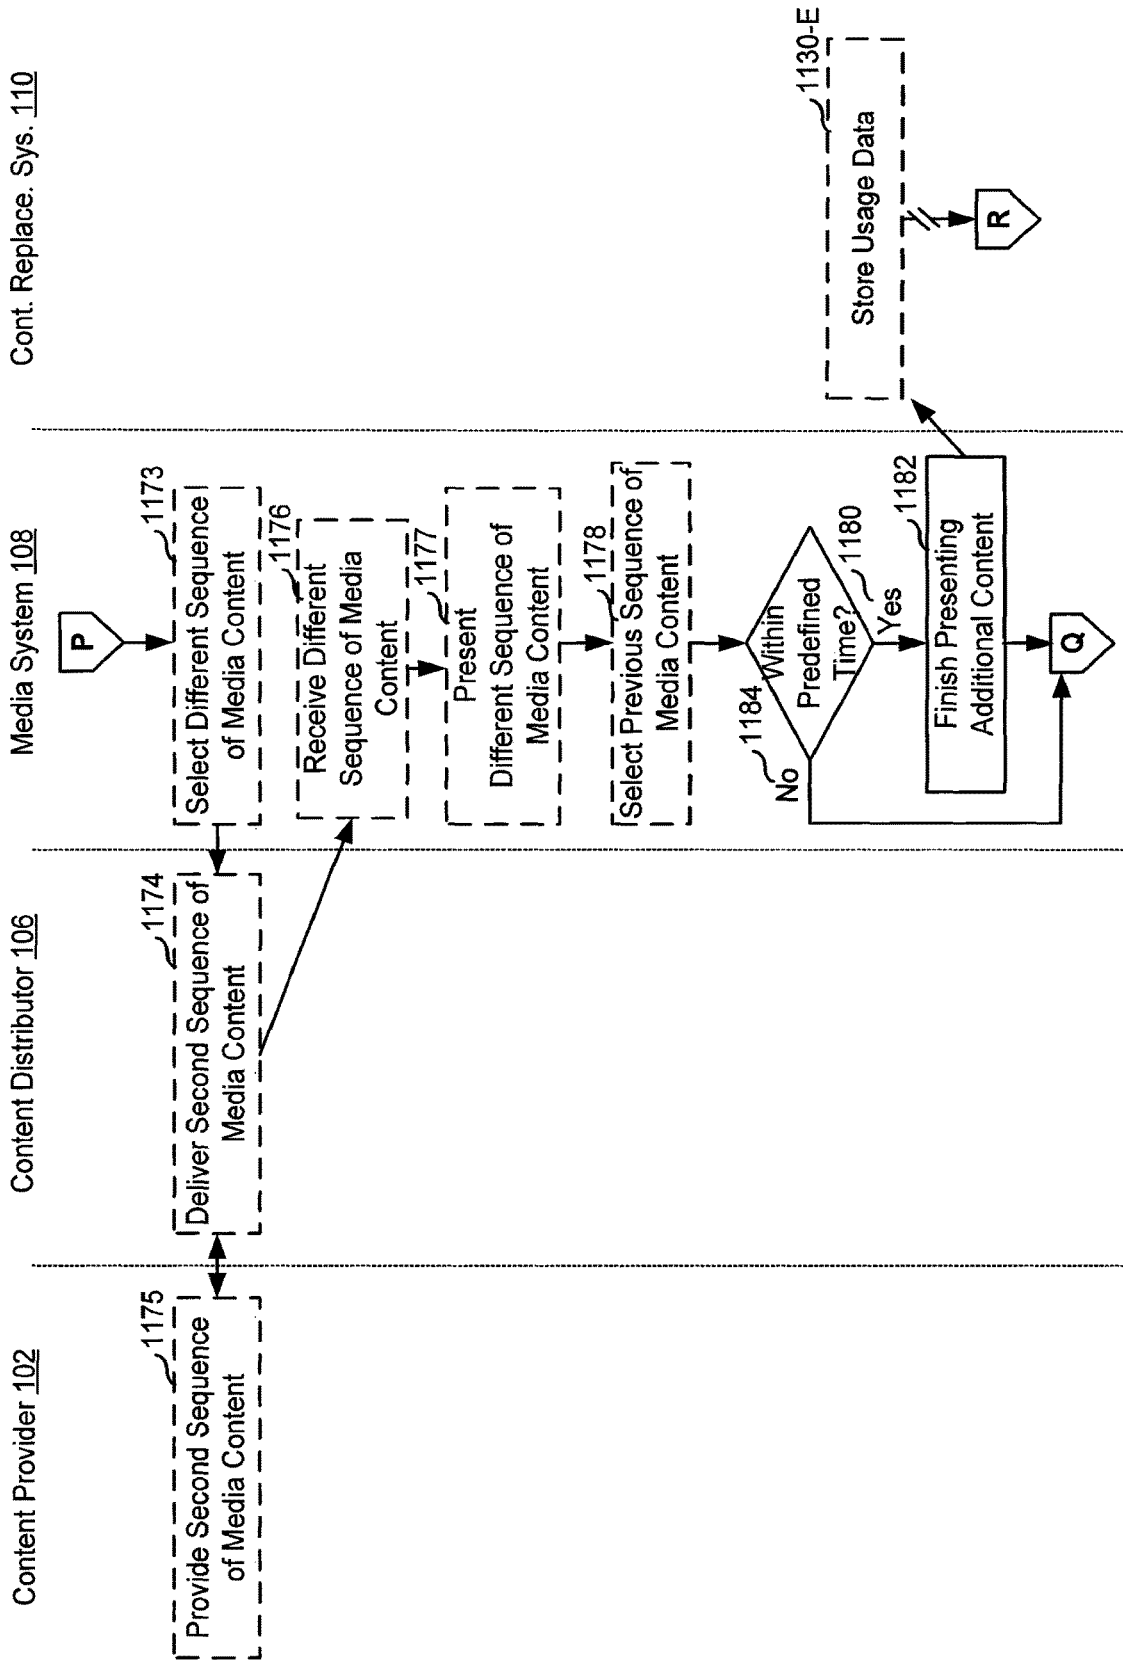 Content Provider 102
Content Distributor 106
Media System 108
Cont. Replace. Sys. 110
P
1175
Provide Second Sequence
of Media Content
1174
Deliver Second Sequence of
Media Content
1173
Select Different Sequence
of Media Content
1176
Receive Different
Sequence of Media
Content
1177
Present
Different Sequence of
Media Content
1178
Select Previous Sequence of
Media Content
1184
No
Within
Predefined
Time?
1180
Yes
1182
Finish Presenting
Additional Content
Q
1130-E
Store Usage Data
R